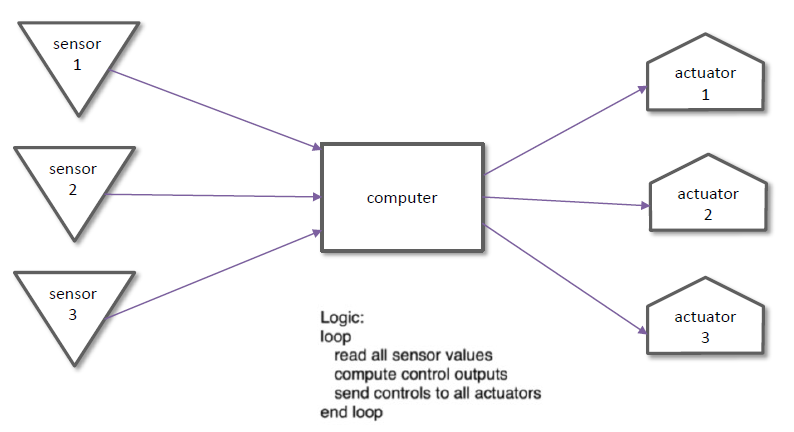 sensor
1
sensor
2
sensor
3
computer
actuator
1
actuator
2
actuator
3
Logic:
loop
read all sensor values
compute control outputs
send controls to all actuators
end loop